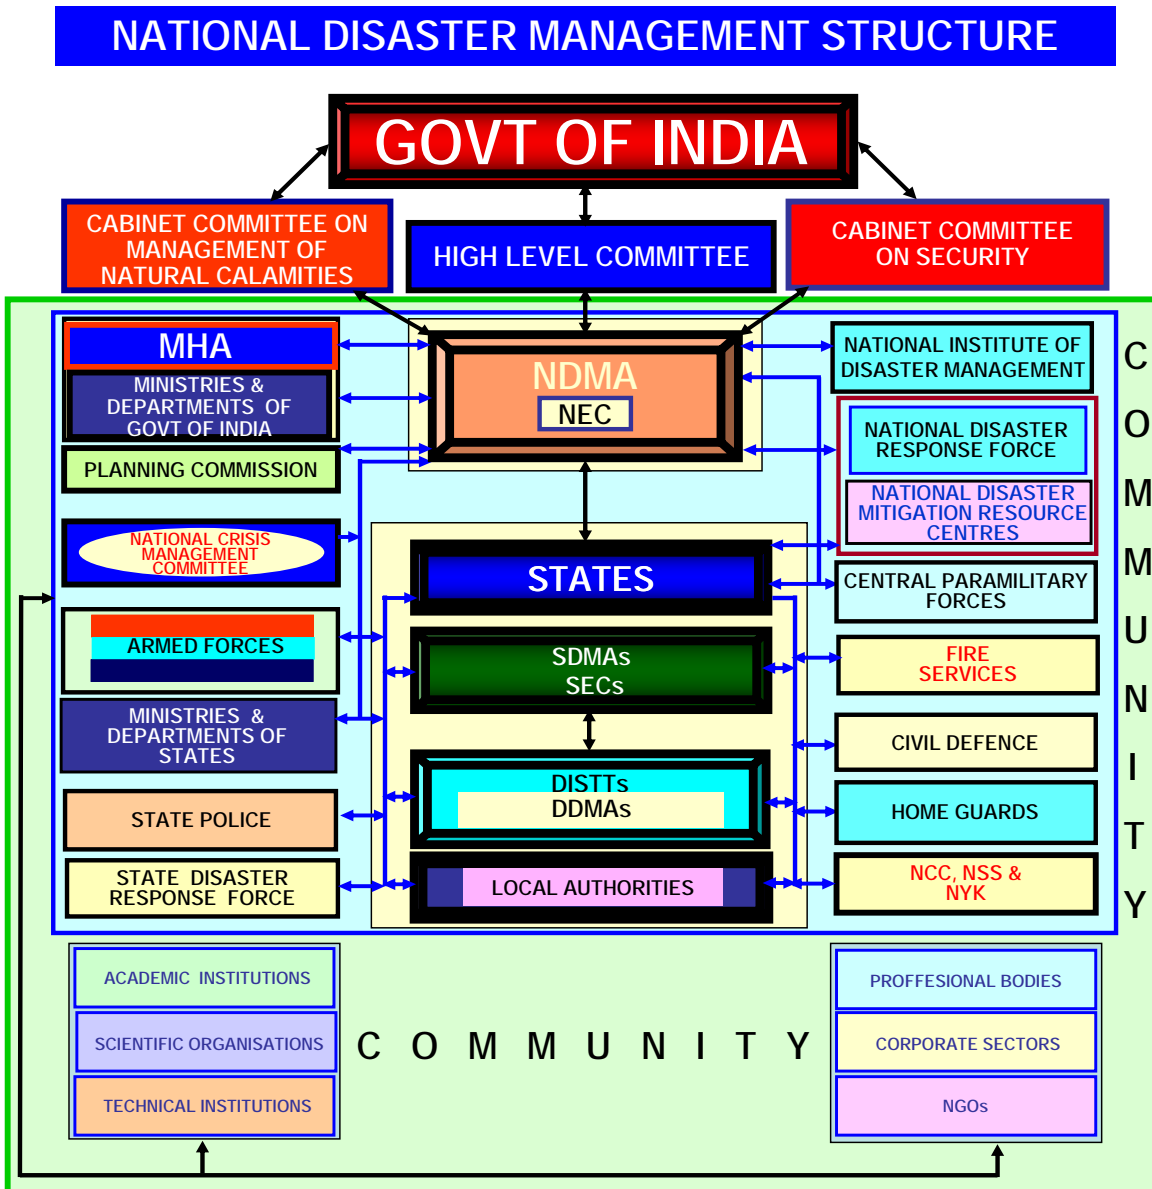 NATIONAL DISASTER MANAGEMENT STRUCTURE
GOVT OF INDIA
CABINET COMMITTEE ON
MANAGEMENT OF
NATURAL CALAMITIES
HIGH LEVEL COMMITTEE
CABINET COMMITTEE
ON SECURITY
MHA
MINISTRIES &
DEPARTMENTS OF
GOVT OF INDIA
PLANNING COMMISSION
NATIONAL CRISIS
MANAGEMENT
COMMITTEE
ARMED FORCES
MINISTRIES &
DEPARTMENTS OF
STATES
STATE POLICE
STATE DISASTER
RESPONSE FORCE
NDMA
NEC
STATES
SDMAs
SECs
DISTTs
DDMAs
LOCAL AUTHORITIES
NATIONAL INSTITUTE OF
DISASTER MANAGEMENT
NATIONAL DISASTER
RESPONSE FORCE
NATIONAL DISASTER
MITIGATION RESOURCE
CENTRES
CENTRAL PARAMILITARY
FORCES
FIRE
SERVICES
CIVIL DEFENCE
HOME GUARDS
NCC, NSS &
NYK
C
O
M
M
U
N
I
T
Y
ACADEMIC INSTITUTIONS
SCIENTIFIC ORGANISATIONS
TECHNICAL INSTITUTIONS
C O M M U N I T Y
PROFFESIONAL BODIES
CORPORATE SECTORS
NGOs